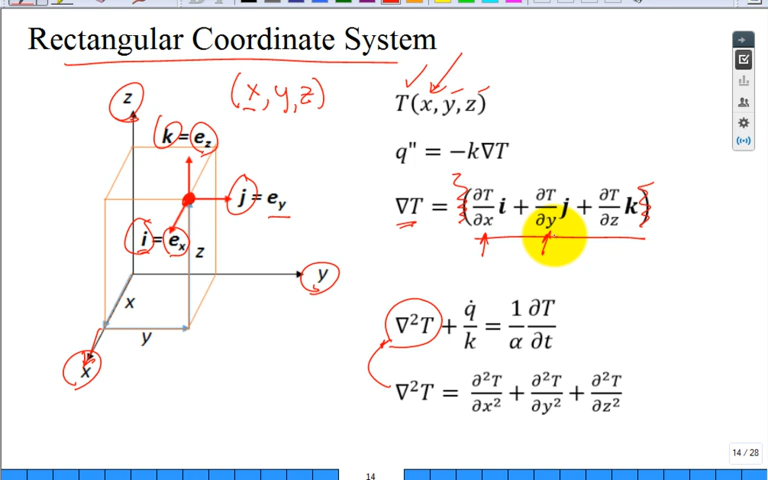 Rectangular Coordinate System
(x, y, z)
z
k = e_z
j = e_y
i = e_x
z
y
x
y
x
T(x, y, z)
q" = −k∇T
∇T = {∂T/∂x i + ∂T/∂y j + ∂T/∂z k}
∇²T + q̇/k = 1/α ∂T/∂t
∇²T = ∂²T/∂x² + ∂²T/∂y² + ∂²T/∂z²
14 / 28
14